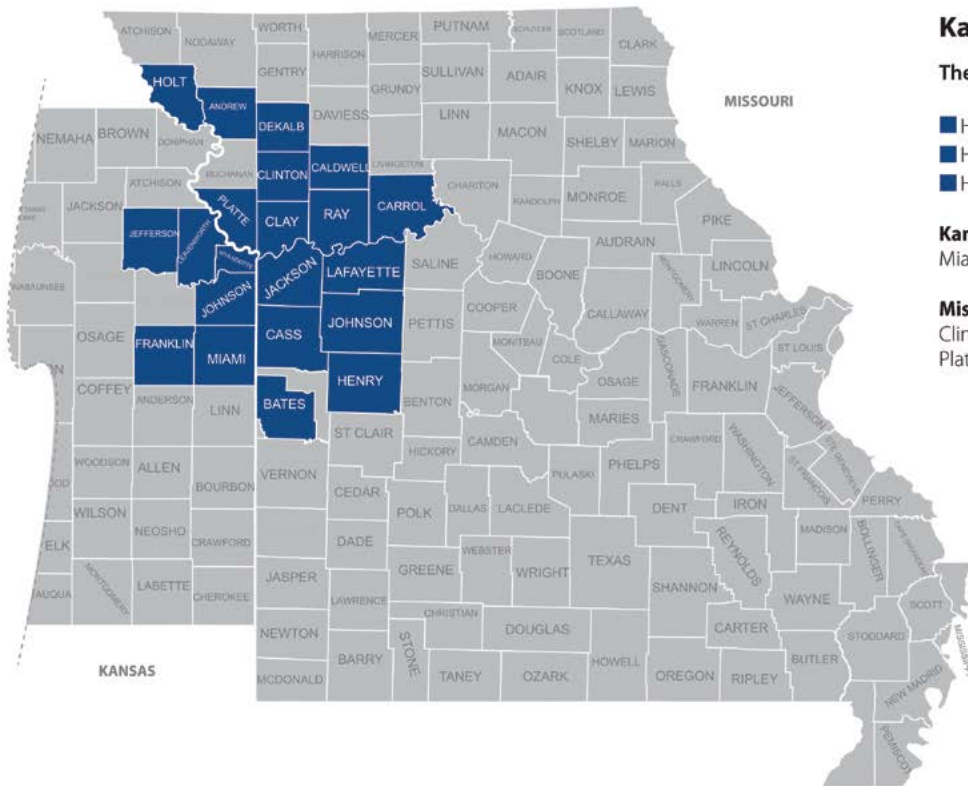 Ka
The
H
H
H
Kan
Mia
Mis
Clin
Plat
MISSOURI
KANSAS
ATCHISON
NODAWAY
WORTH
HARRISON
MERCER
PUTNAM
SCOTLAND
CLARK
HOLT
ANDREW
GENTRY
DEKALB
DAVIESS
GRUNDY
SULLIVAN
ADAIR
KNOX
LEWIS
NEMAHA
BROWN
DONIPHAN
BUCHANAN
CLINTON
CALDWELL
LIVINGSTON
LINN
MACON
SHELBY
MARION
JACKSON
ATCHISON
PLATTE
CLAY
RAY
CARROL
CHARITON
RANDOLPH
MONROE
RALLS
PIKE
JEFFERSON
LEAVENWORTH
WYANDOTTE
JACKSON
LAFAYETTE
SALINE
HOWARD
BOONE
AUDRAIN
MONTGOMERY
LINCOLN
WABAUNSEE
JOHNSON
CASS
JOHNSON
PETTIS
COOPER
MONITEAU
CALLAWAY
WARREN
ST CHARLES
ST LOUIS
OSAGE
FRANKLIN
MIAMI
HENRY
BENTON
MORGAN
COLE
OSAGE
GASCONADE
FRANKLIN
JEFFERSON
COFFEY
ANDERSON
LINN
BATES
ST CLAIR
HICKORY
CAMDEN
MARIES
CRAWFORD
WASHINGTON
STE GENEVIEVE
ST FRANCOIS
PERRY
WOODSON
ALLEN
BOURBON
VERNON
CEDAR
POLK
DALLAS
LACLEDE
PULASKI
PHELPS
DENT
IRON
MADISON
BOLLINGER
CAPE GIRARDEAU
ELK
WILSON
NEOSHO
CRAWFORD
DADE
GREENE
WEBSTER
WRIGHT
TEXAS
SHANNON
REYNOLDS
WAYNE
SCOTT
AUQUA
MONTGOMERY
LABETTE
CHEROKEE
JASPER
LAWRENCE
CHRISTIAN
DOUGLAS
CARTER
STODDARD
MISSISSIPPI
NEWTON
BARRY
STONE
TANEY
OZARK
HOWELL
OREGON
RIPLEY
BUTLER
NEW MADRID
MCDONALD
PEMISCOT